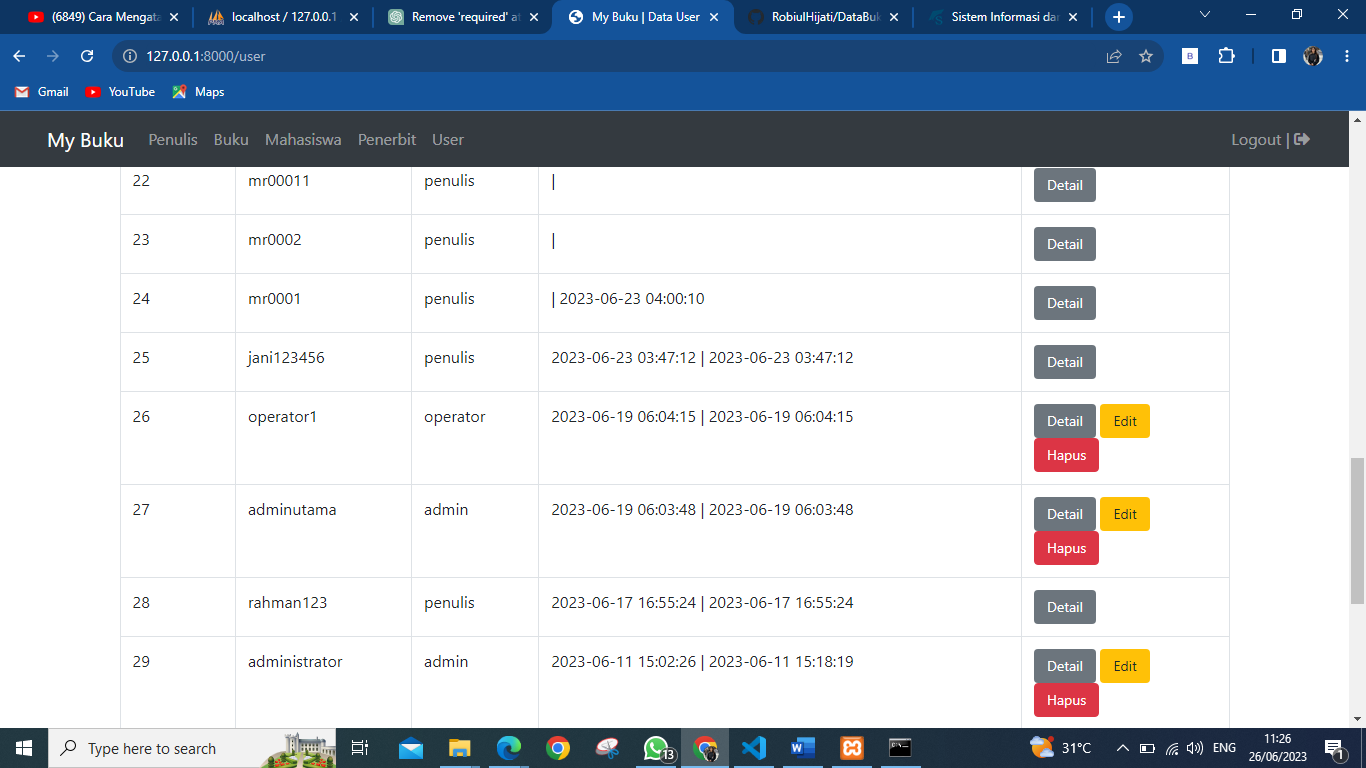 (6849) Cara Mengata
localhost / 127.0.0.1
Remove 'required' at
My Buku | Data User
RobiulHijati/DataBuk
Sistem Informasi dan
127.0.0.1:8000/user
B
Gmail
YouTube
Maps
My Buku Penulis Buku Mahasiswa Penerbit User Logout |
22 mr00011 penulis | Detail
23 mr0002 penulis | Detail
24 mr0001 penulis | 2023-06-23 04:00:10 Detail
25 jani123456 penulis 2023-06-23 03:47:12 | 2023-06-23 03:47:12 Detail
26 operator1 operator 2023-06-19 06:04:15 | 2023-06-19 06:04:15 Detail Edit
Hapus
27 adminutama admin 2023-06-19 06:03:48 | 2023-06-19 06:03:48 Detail Edit
Hapus
28 rahman123 penulis 2023-06-17 16:55:24 | 2023-06-17 16:55:24 Detail
29 administrator admin 2023-06-11 15:02:26 | 2023-06-11 15:18:19 Detail Edit
Hapus
Type here to search
13
31°C
ENG
11:26
26/06/2023
1